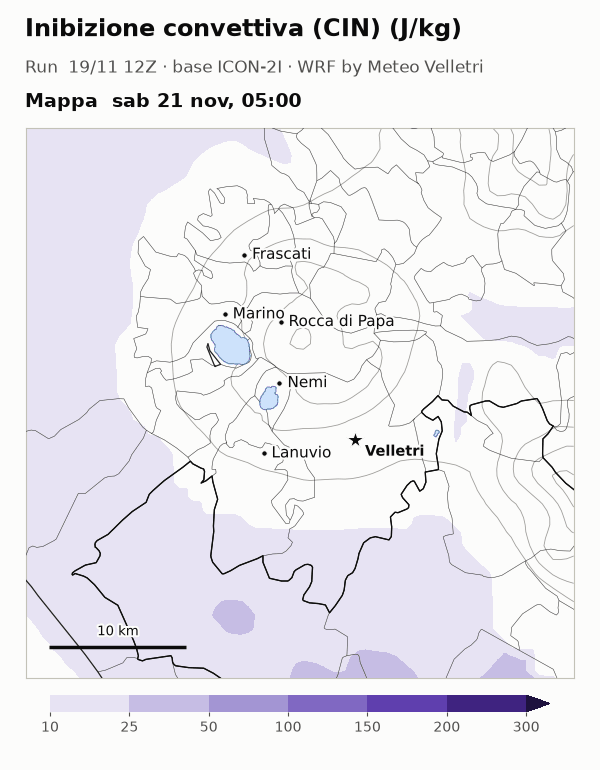 Inibizione convettiva (CIN) (J/kg)
Run  19/11 12Z · base ICON-2I · WRF by Meteo Velletri
Mappa  sab 21 nov, 05:00
Frascati
Marino
Rocca di Papa
Nemi
Velletri
Lanuvio
10 km
10 25 50 100 150 200 300